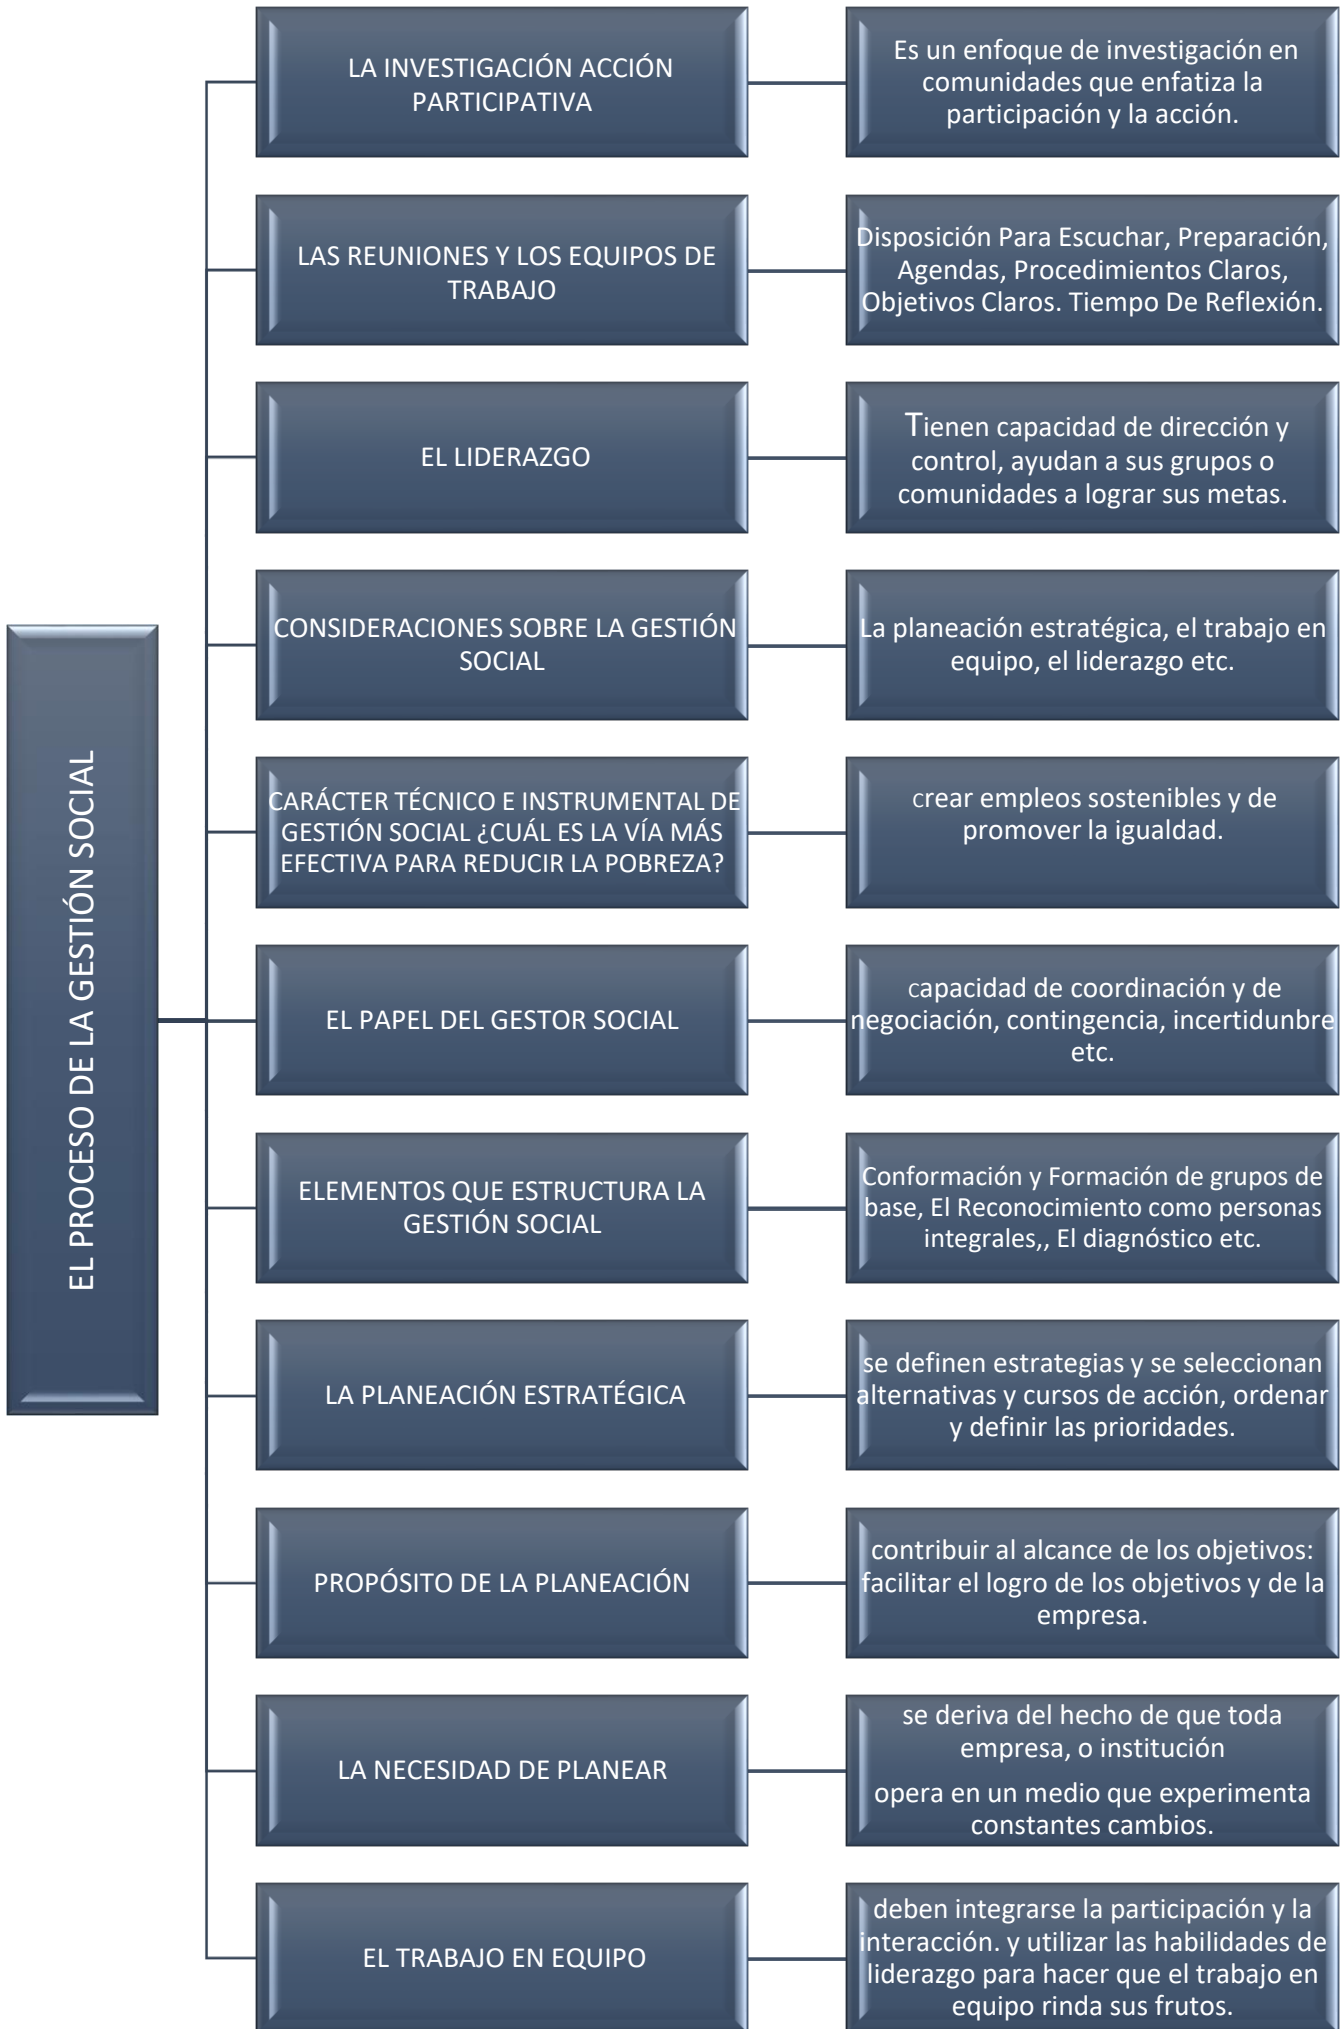 EL PROCESO DE LA GESTIÓN SOCIAL
LA INVESTIGACIÓN ACCIÓN
PARTICIPATIVA
Es un enfoque de investigación en
comunidades que enfatiza la
participación y la acción.
LAS REUNIONES Y LOS EQUIPOS DE
TRABAJO
Disposición Para Escuchar, Preparación,
Agendas, Procedimientos Claros,
Objetivos Claros. Tiempo De Reflexión.
EL LIDERAZGO
Tienen capacidad de dirección y
control, ayudan a sus grupos o
comunidades a lograr sus metas.
CONSIDERACIONES SOBRE LA GESTIÓN
SOCIAL
La planeación estratégica, el trabajo en
equipo, el liderazgo etc.
CARÁCTER TÉCNICO E INSTRUMENTAL DE
GESTIÓN SOCIAL ¿CUÁL ES LA VÍA MÁS
EFECTIVA PARA REDUCIR LA POBREZA?
crear empleos sostenibles y de
promover la igualdad.
EL PAPEL DEL GESTOR SOCIAL
capacidad de coordinación y de
negociación, contingencia, incertidunbre
etc.
ELEMENTOS QUE ESTRUCTURA LA
GESTIÓN SOCIAL
Conformación y Formación de grupos de
base, El Reconocimiento como personas
integrales,, El diagnóstico etc.
LA PLANEACIÓN ESTRATÉGICA
se definen estrategias y se seleccionan
alternativas y cursos de acción, ordenar
y definir las prioridades.
PROPÓSITO DE LA PLANEACIÓN
contribuir al alcance de los objetivos:
facilitar el logro de los objetivos y de la
empresa.
LA NECESIDAD DE PLANEAR
se deriva del hecho de que toda
empresa, o institución
opera en un medio que experimenta
constantes cambios.
EL TRABAJO EN EQUIPO
deben integrarse la participación y la
interacción. y utilizar las habilidades de
liderazgo para hacer que el trabajo en
equipo rinda sus frutos.